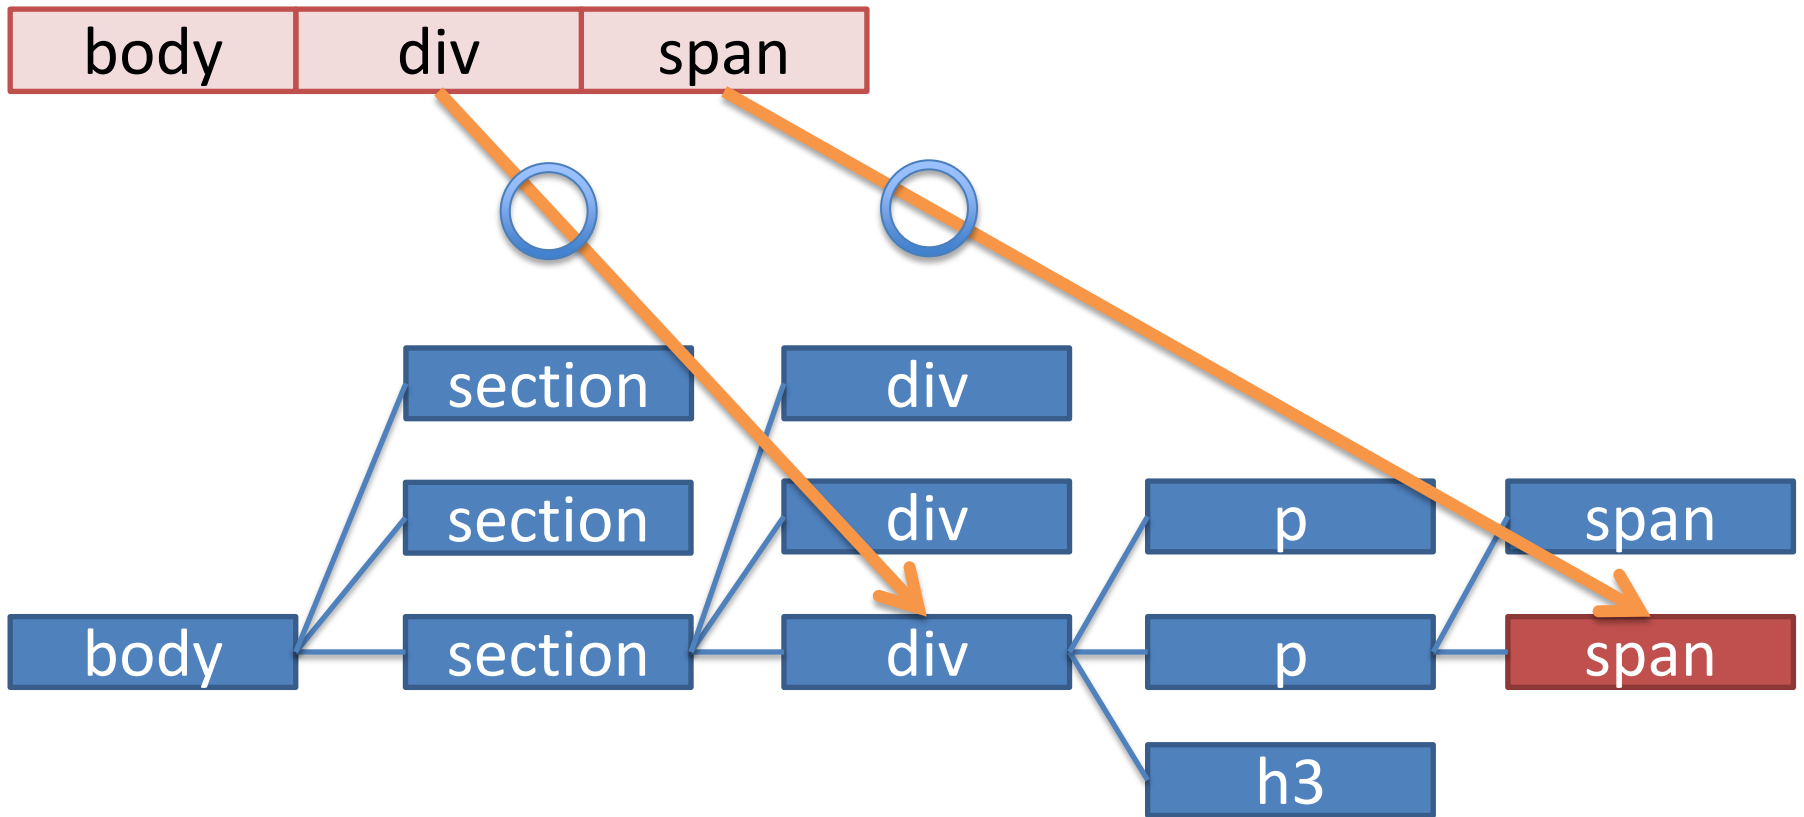 body div span
section div
section div p span
body section div p span
h3